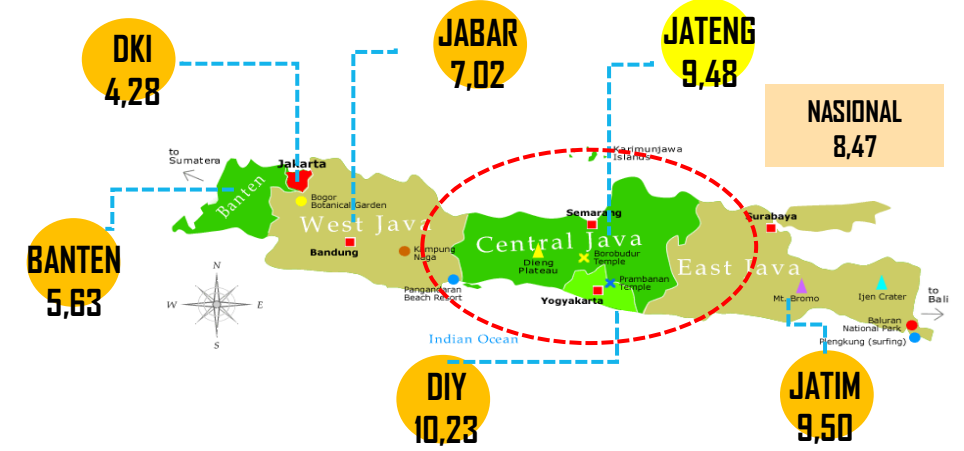 DKI
4,28
JABAR
7,02
JATENG
9,48
NASIONAL
8,47
to
Sumatera
Jakarta
Karimunjawa
Islands
Banten
Bogor
Botanical Garden
West Java
Bandung
Kampung
Naga
Semarang
Central Java
Dieng
Plateau
Borobudur
Temple
Surabaya
East Java
BANTEN
5,63
N
W
E
S
Pangandaran
Beach Resort
Yogyakarta
Prambanan
Temple
Mt. Bromo
Ijen Crater
to
Bali
Baluran
National Park
Plengkung (surfing)
Indian Ocean
DIY
10,23
JATIM
9,50